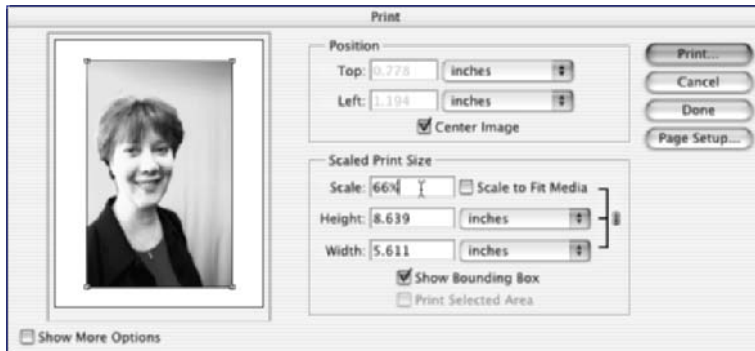 Print
Position
Top: 0.778 inches
Left: 1.194 inches
Center Image
Scaled Print Size
Scale: 66% Scale to Fit Media
Height: 8.639 inches
Width: 5.611 inches
Show Bounding Box
Print Selected Area
Show More Options
Print...
Cancel
Done
Page Setup...